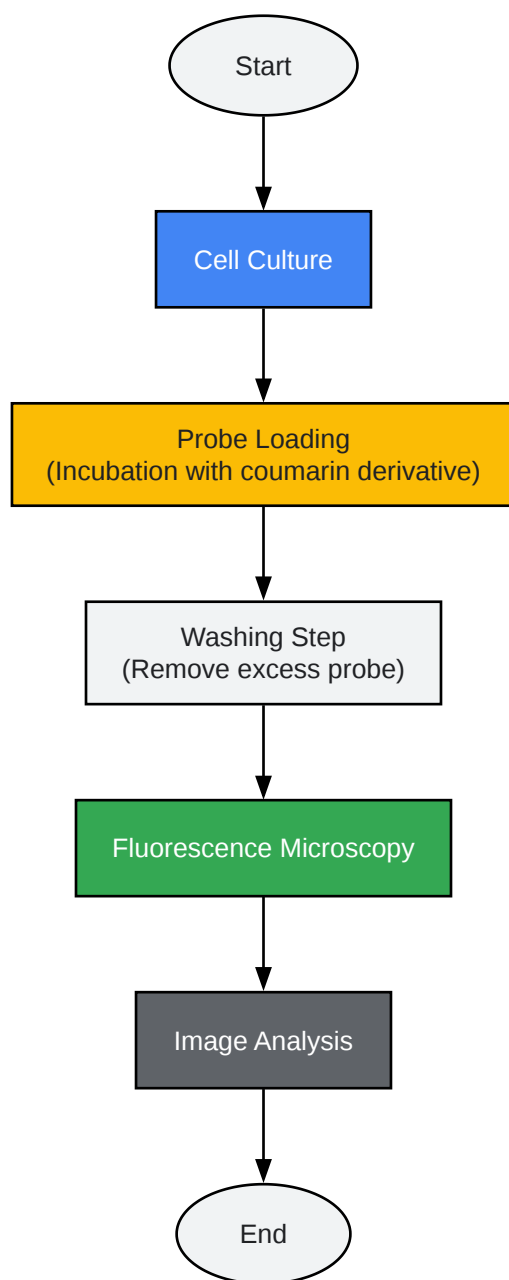 Start
Cell Culture
Probe Loading
(Incubation with coumarin derivative)
Washing Step
(Remove excess probe)
Fluorescence Microscopy
Image Analysis
End